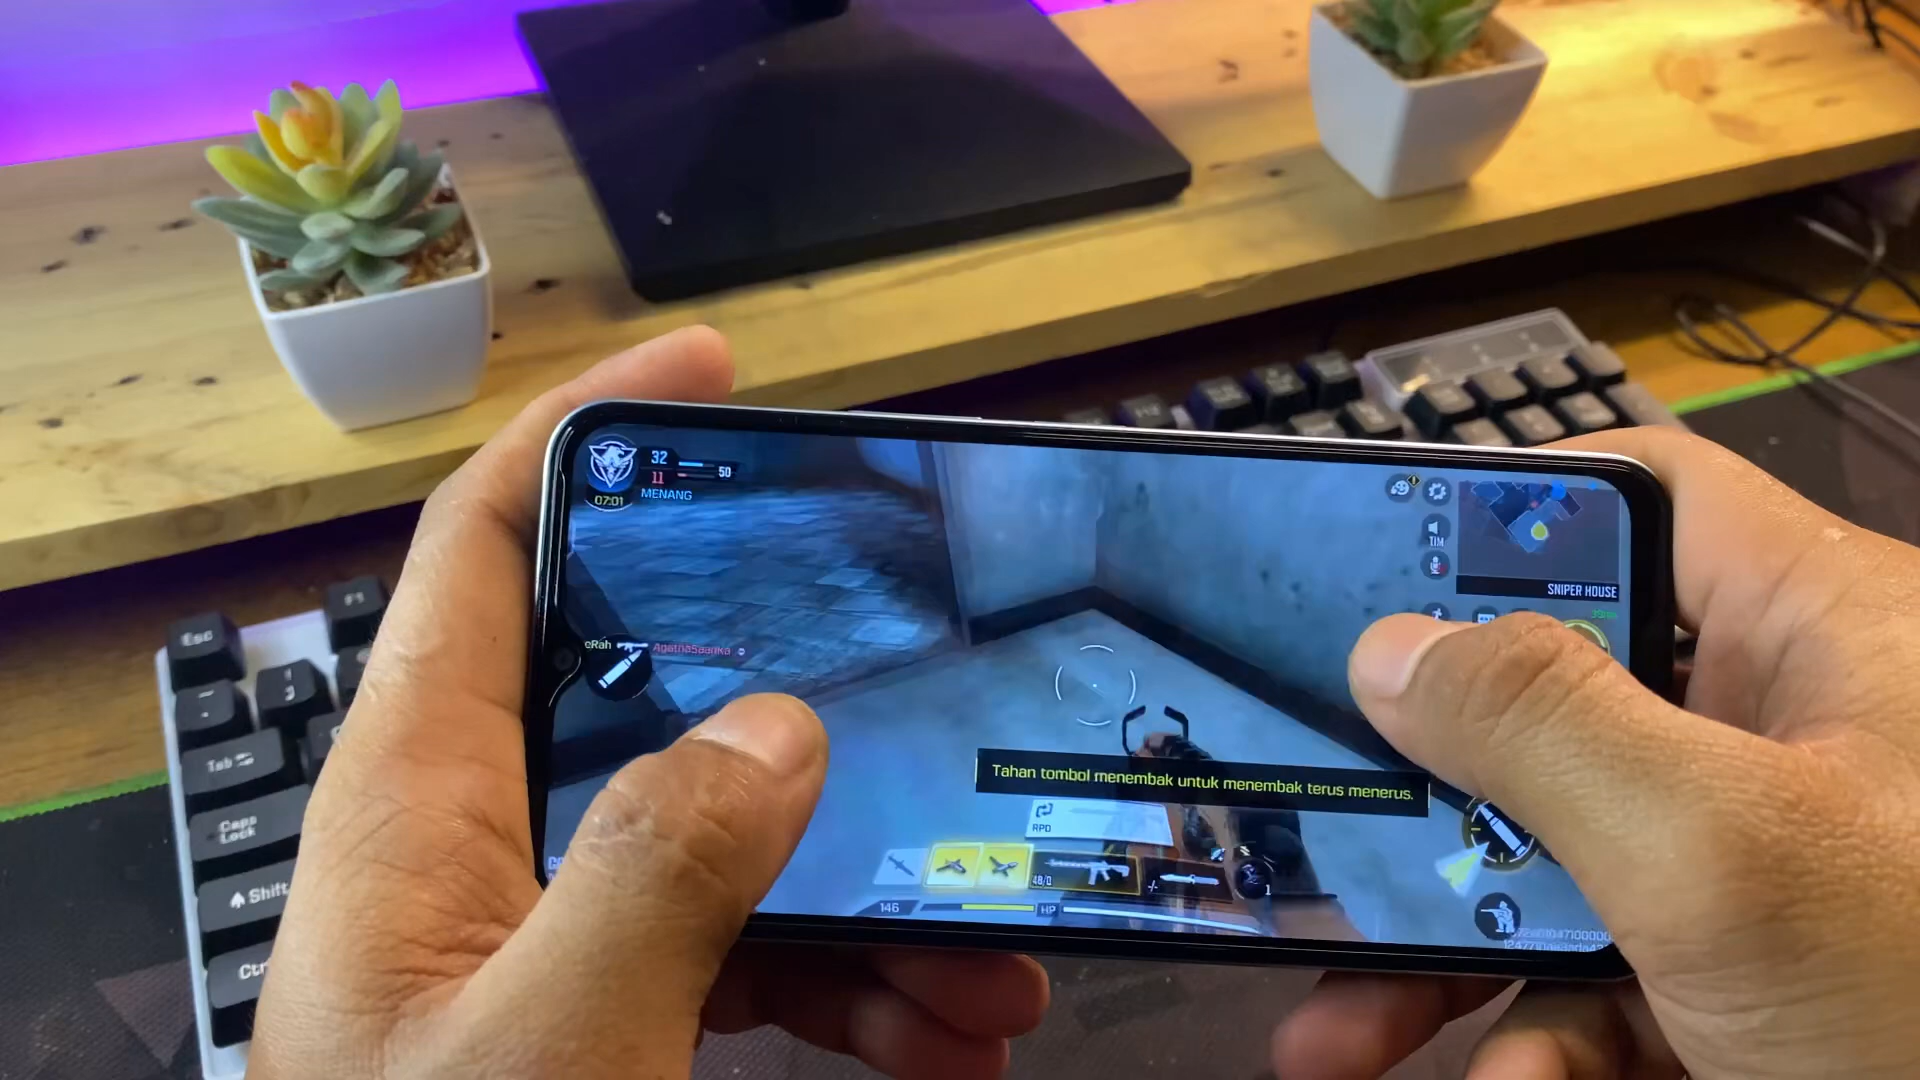 32
11
50
07:01
MENANG
TIM
SNIPER HOUSE
eRah
Tahan tombol menembak untuk menembak terus menerus.
RPD
48/0
1
146
HP
Esc
F1
Tab
Caps
Lock
Shift
Ctr